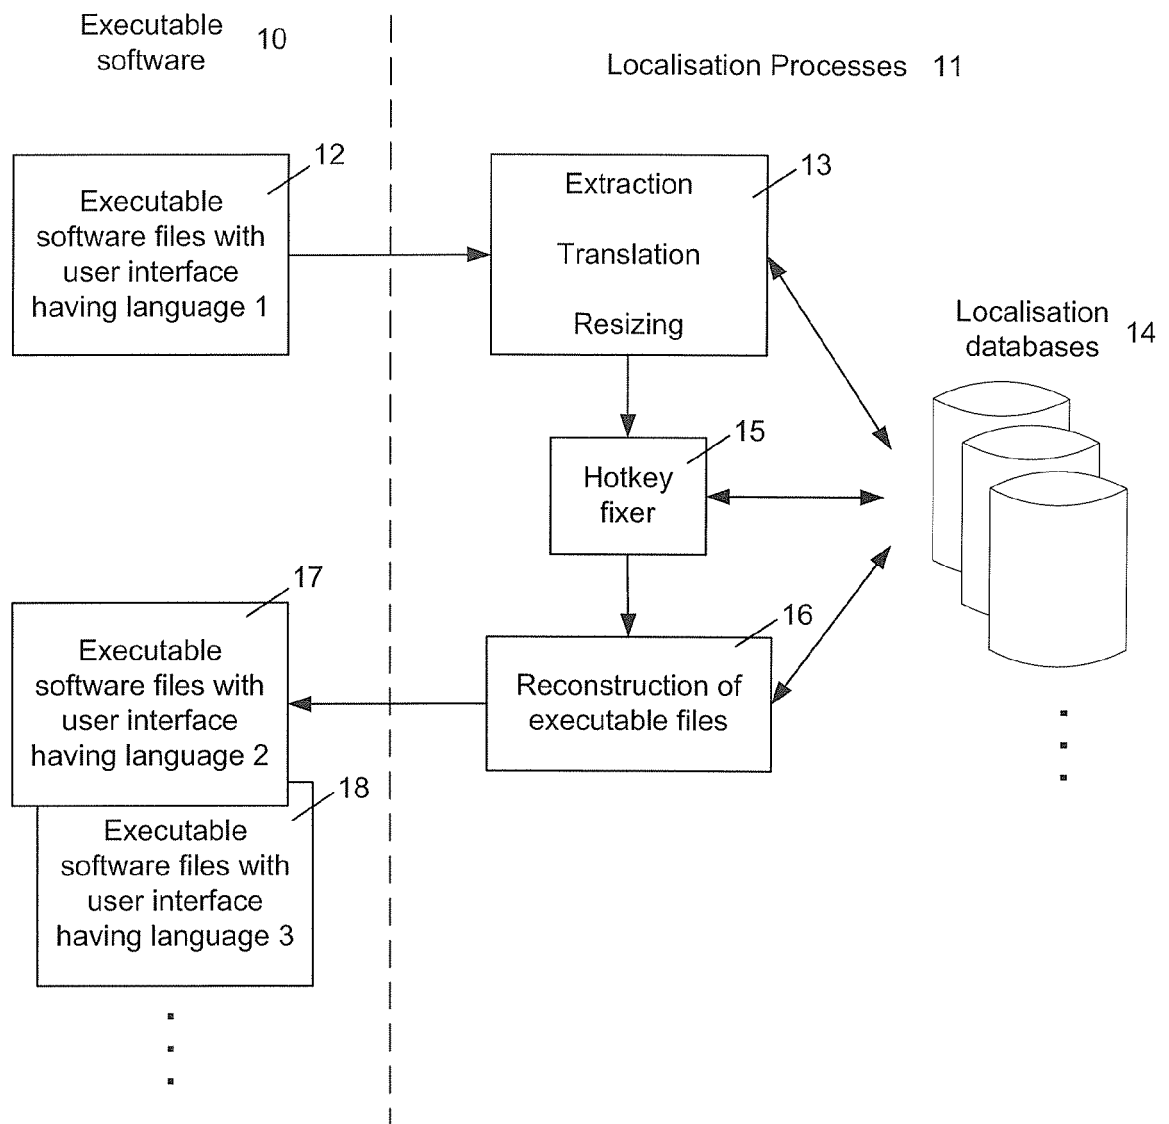 Executable
software
10
Localisation Processes 11
12
Executable
software files with
user interface
having language 1
13
Extraction
Translation
Resizing
Localisation
databases
14
15
Hotkey
fixer
16
Reconstruction of
executable files
17
Executable
software files with
user interface
having language 2
18
Executable
software files with
user interface
having language 3